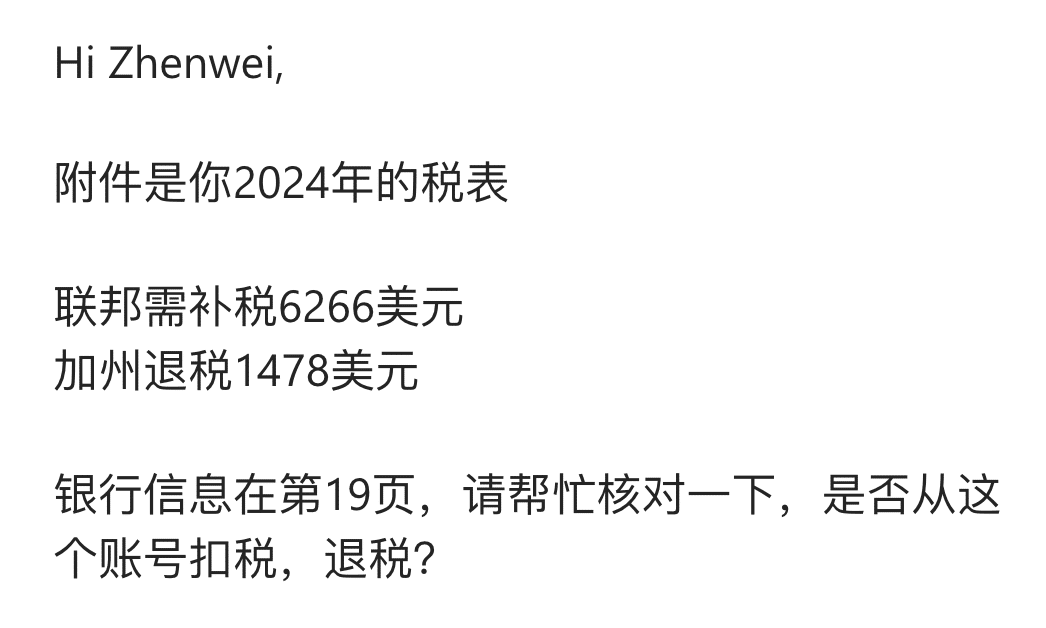 Hi Zhenwei,
附件是你2024年的税表
联邦需补税6266美元
加州退税1478美元
银行信息在第19页，请帮忙核对一下，是否从这
个账号扣税，退税？